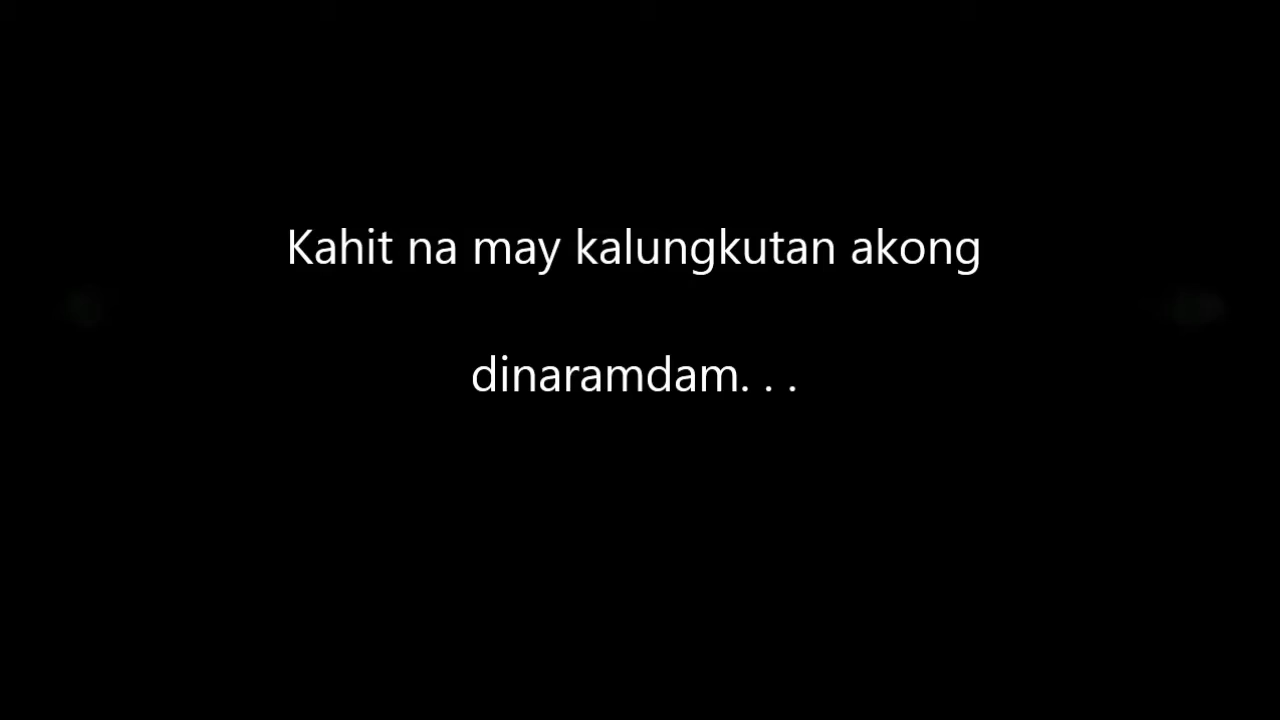 Kahit na may kalungkutan akong
dinaramdam. . .